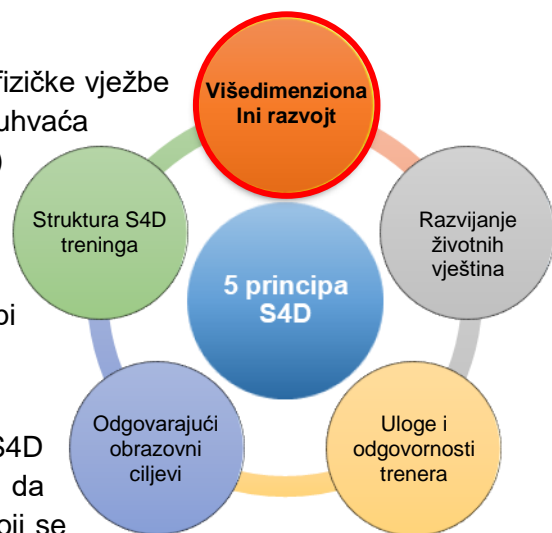 fizičke vježbe
uhvaća
S4D
da
oji se
Višedimenziona
lni razvojt
Struktura S4D
treninga
Razvijanje
životnih
vještina
5 principa
S4D
Odgovarajući
obrazovni
ciljevi
Uloge i
odgovornosti
trenera